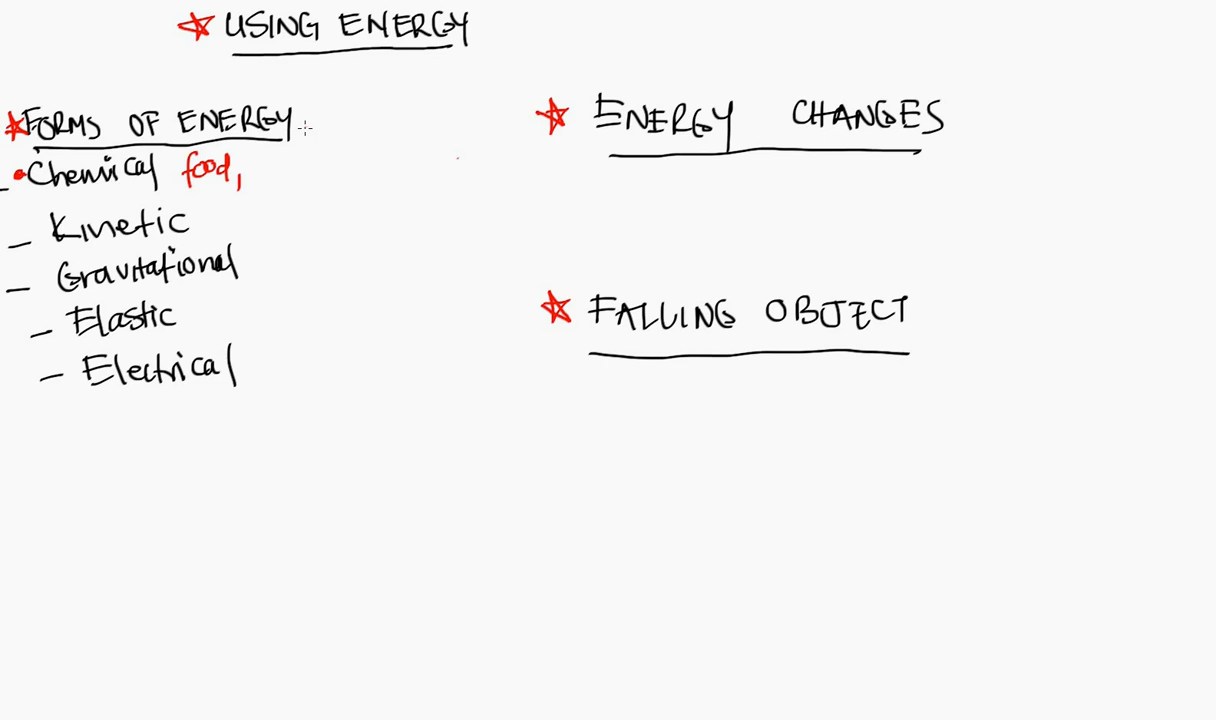 USING ENERGY
FORMS OF ENERGY
Chemical food,
- Kinetic
- Gravitational
- Elastic
- Electrical
ENERGY CHANGES
FALLING OBJECT